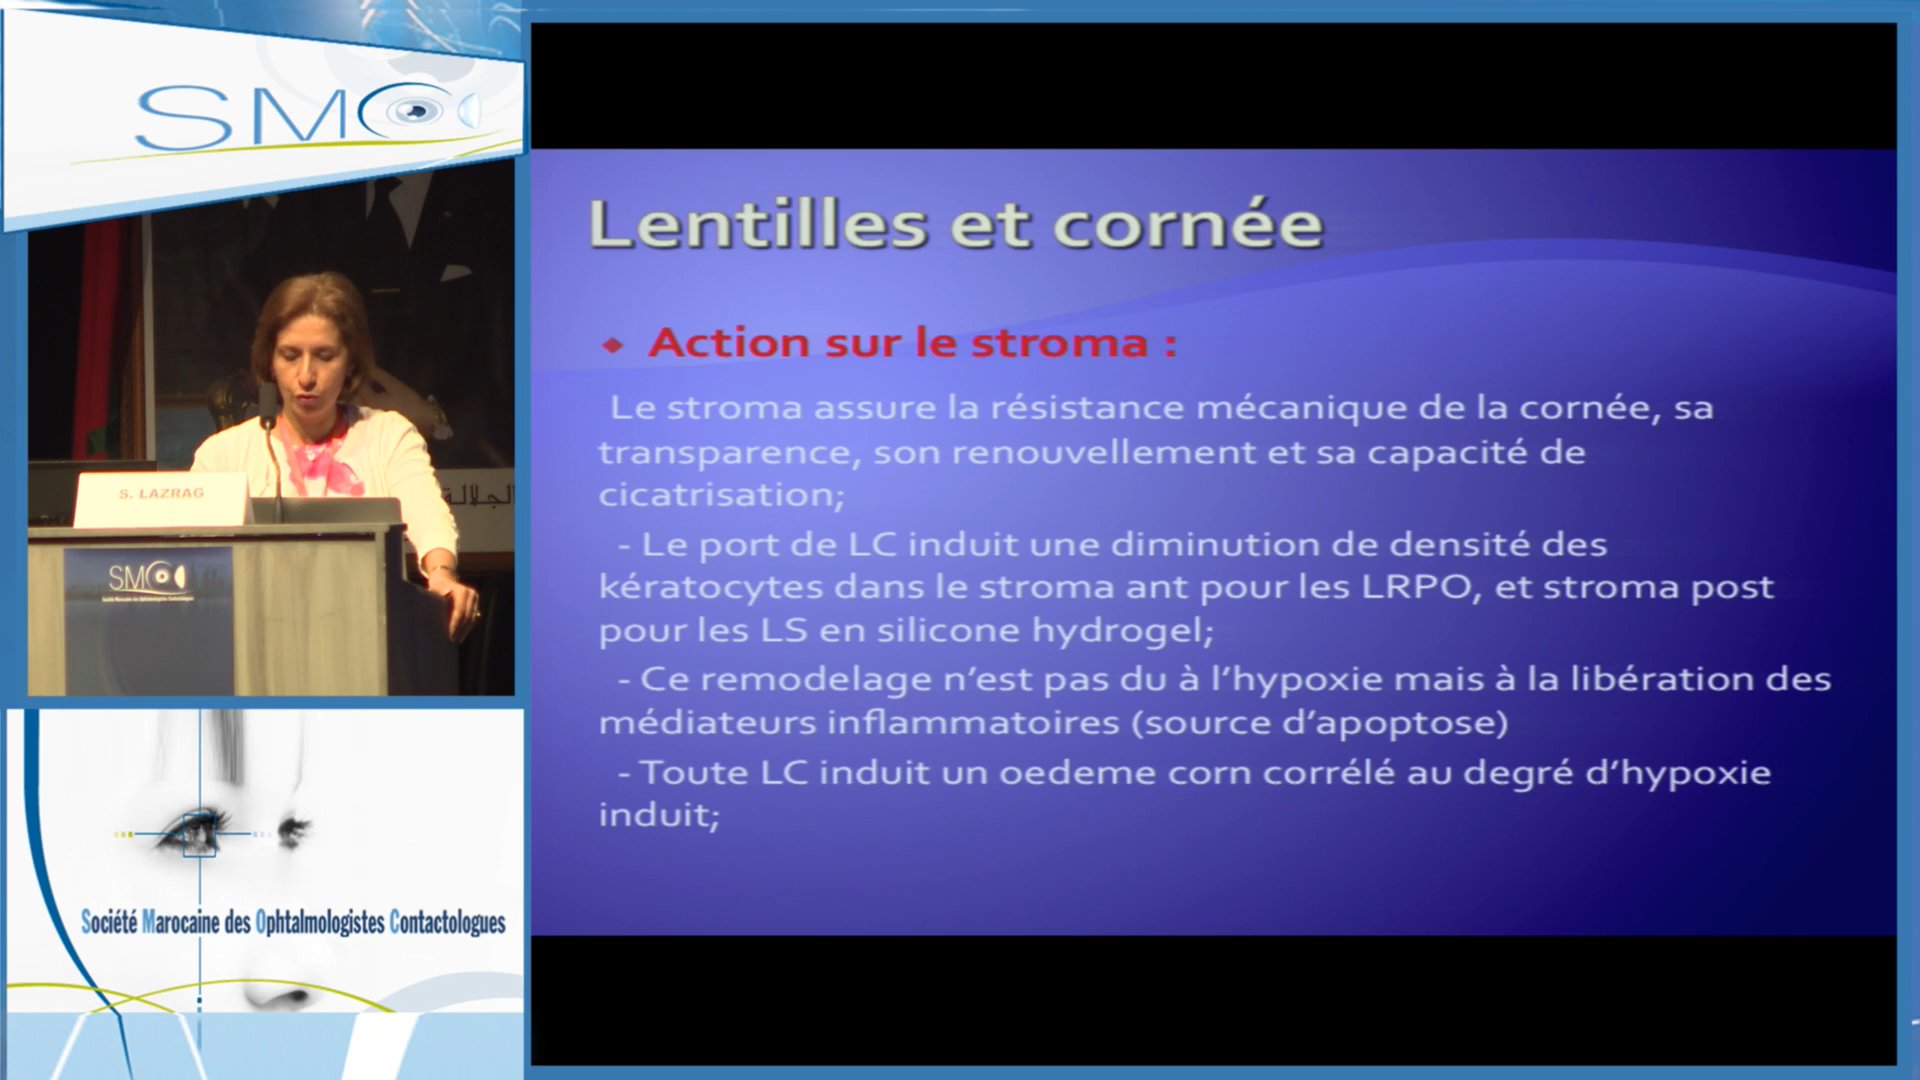 SMC
Lentilles et cornée
Action sur le stroma :
Le stroma assure la résistance mécanique de la cornée, sa
transparence, son renouvellement et sa capacité de
cicatrisation;
- Le port de LC induit une diminution de densité des
kératocytes dans le stroma ant pour les LRPO, et stroma post
pour les LS en silicone hydrogel;
- Ce remodelage n’est pas du à l’hypoxie mais à la libération des
médiateurs inflammatoires (source d’apoptose)
- Toute LC induit un oedeme corn corrélé au degré d’hypoxie
induit;
الجلالة
S. LAZRAG
SMC
Société Marocaine des Ophtalmologistes Contactologues